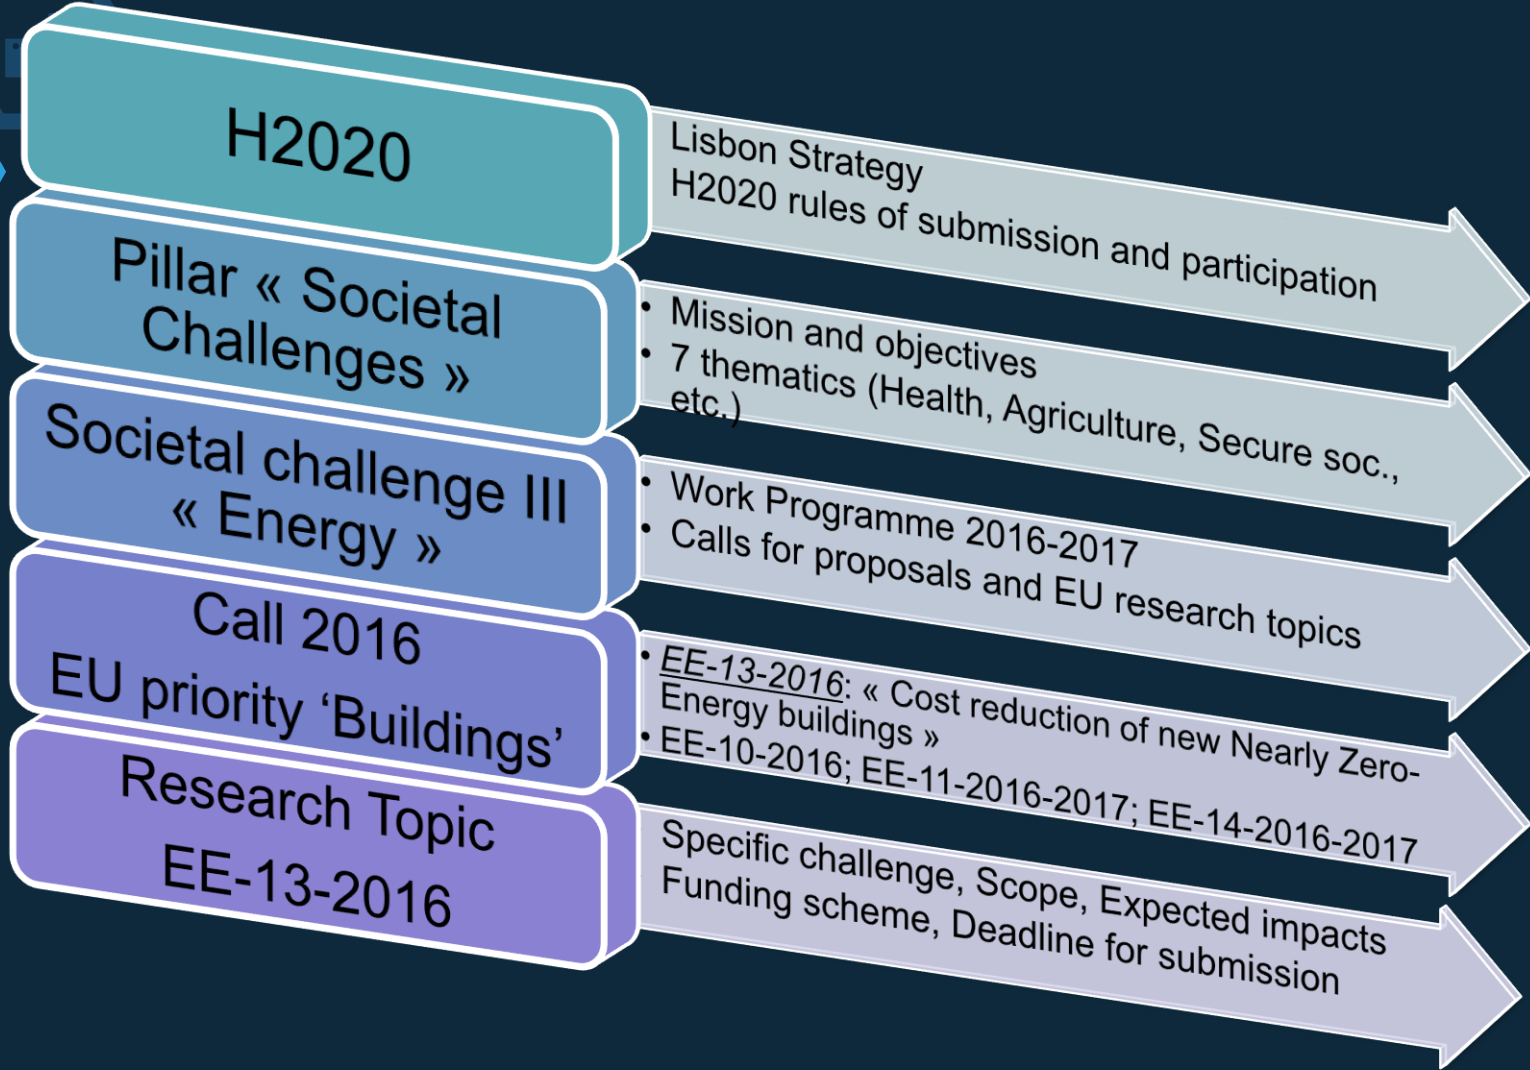 H2020
Lisbon Strategy
H2020 rules of submission and participation
Pillar « Societal
Challenges »
• Mission and objectives
• 7 thematics (Health, Agriculture, Secure soc.,
etc.)
Societal challenge III
« Energy »
• Work Programme 2016-2017
• Calls for proposals and EU research topics
Call 2016
EU priority ‘Buildings’
• EE-13-2016: « Cost reduction of new Nearly Zero-
Energy buildings »
• EE-10-2016; EE-11-2016-2017; EE-14-2016-2017
Research Topic
EE-13-2016
Specific challenge, Scope, Expected impacts
Funding scheme, Deadline for submission